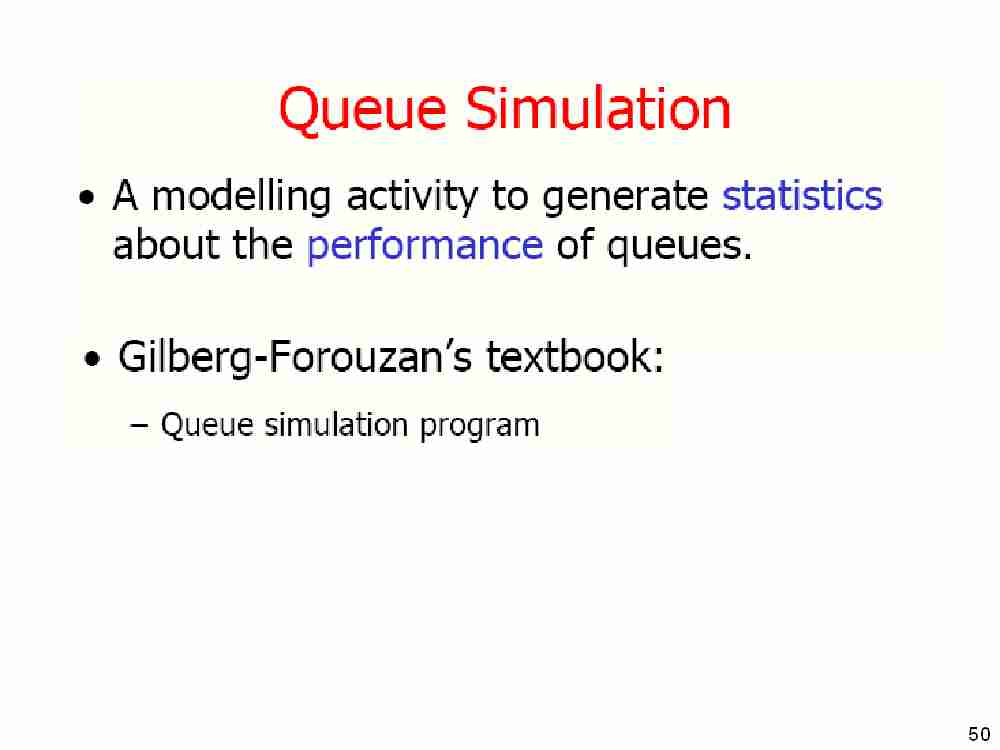 Queue Simulation
• A modelling activity to generate statistics
about the performance of queues.
• Gilberg-Forouzan’s textbook:
– Queue simulation program
50